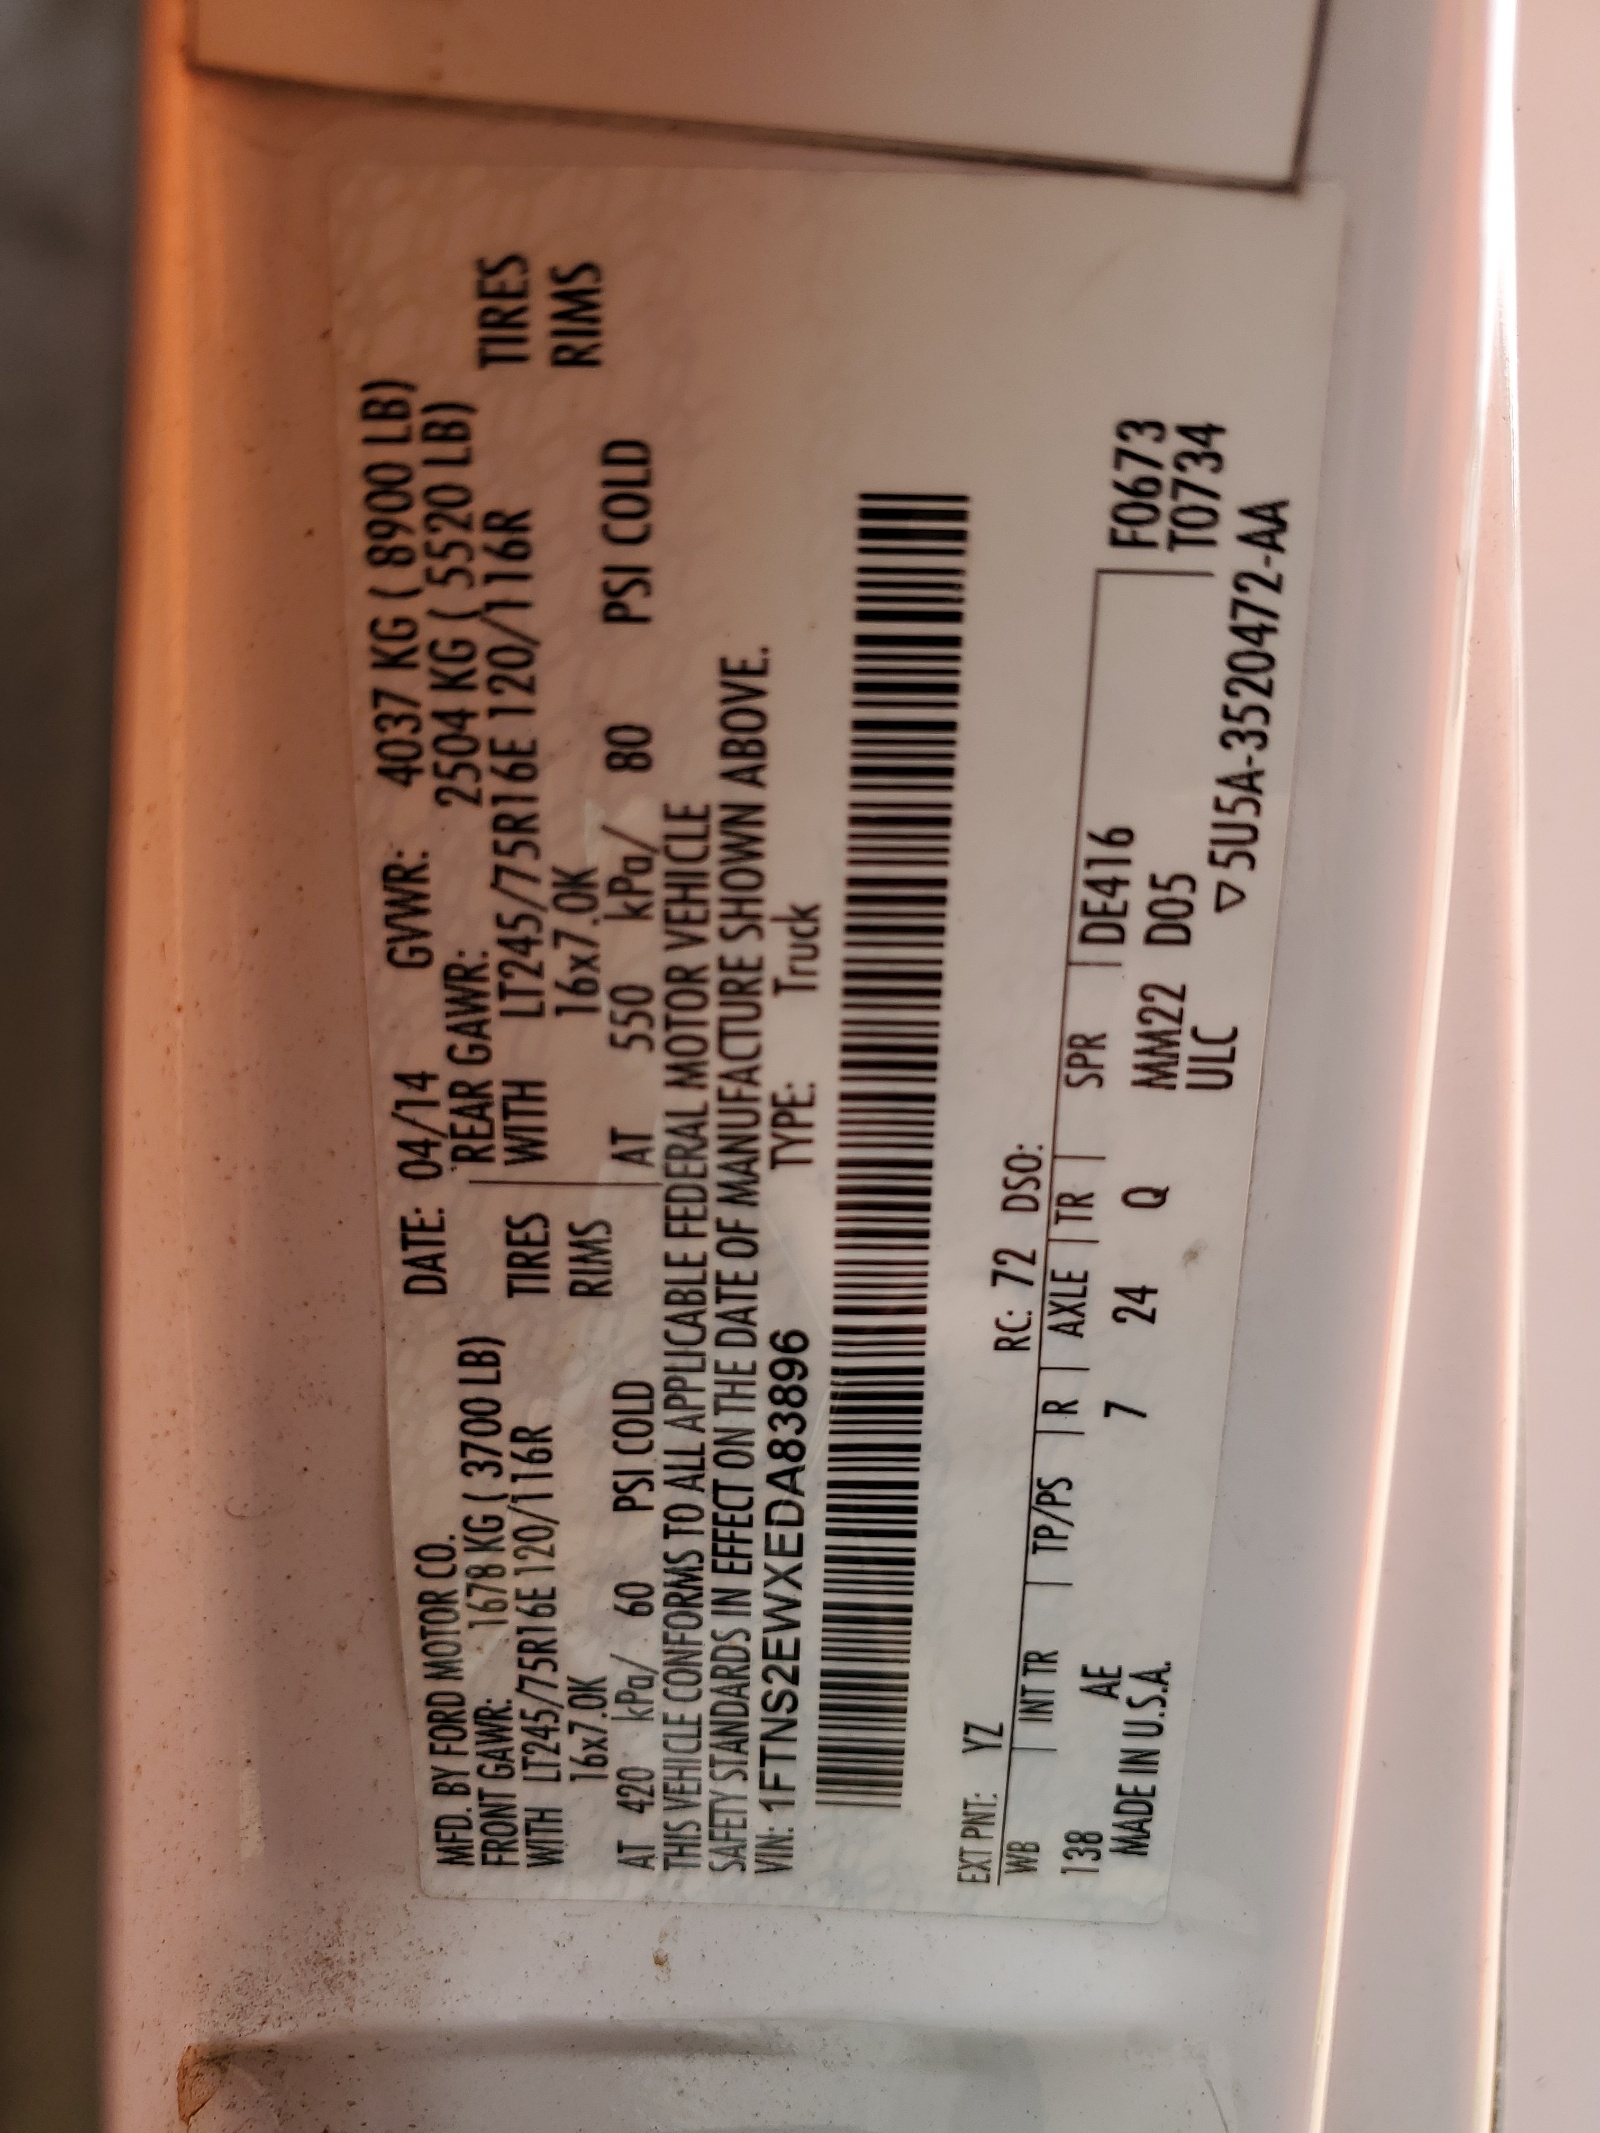 MFD. BY FORD MOTOR CO. DATE: 04/14 GVWR: 4037 KG ( 8900 LB)
FRONT GAWR: 1678 KG ( 3700 LB) REAR GAWR: 2504 KG ( 5520 LB)
WITH LT245/75R16E 120/116R TIRES WITH LT245/75R16E 120/116R TIRES
16x7.0K RIMS 16x7.0K RIMS
AT 420 kPa/ 60 PSI COLD AT 550 kPa/ 80 PSI COLD
THIS VEHICLE CONFORMS TO ALL APPLICABLE FEDERAL MOTOR VEHICLE
SAFETY STANDARDS IN EFFECT ON THE DATE OF MANUFACTURE SHOWN ABOVE.
VIN: 1FTNS2EWXEDA83896 TYPE: Truck
EXT PNT: YZ RC: 72 DSO:
WB INT TR TP/PS R AXLE TR SPR DE416 F0673
138 AE 7 24 Q MM22 D05 T0734
MADE IN U.S.A. ULC ▽5U5A-3520472-AA